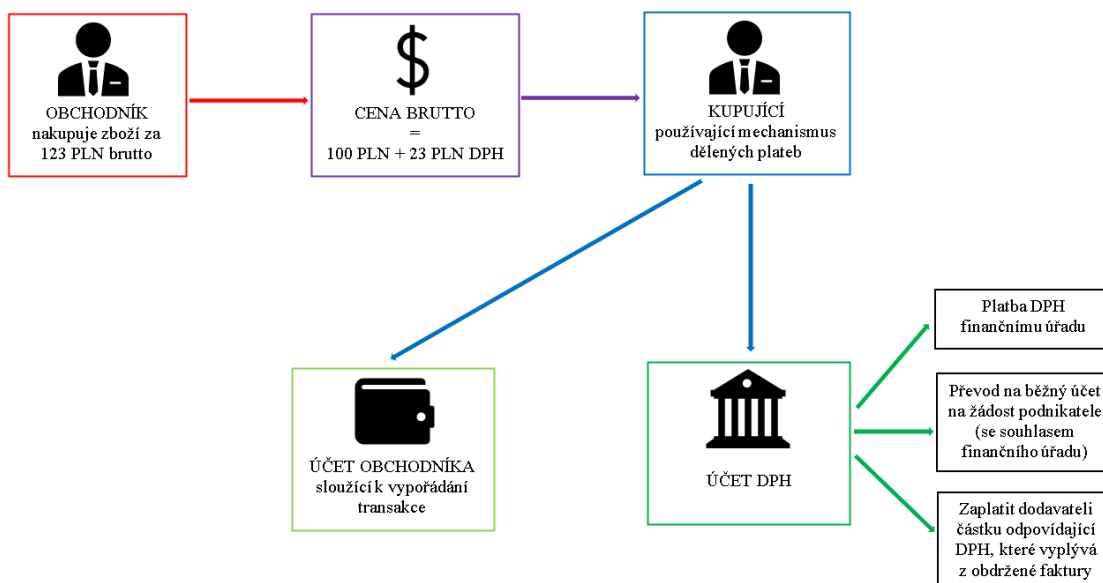 OBCHODNÍK
nakupuje zboží za
123 PLN brutto
CENA BRUTTO
=
100 PLN + 23 PLN DPH
KUPUJÍCÍ
používající mechanismus
dělených plateb
ÚČET OBCHODNÍKA
sloužící k vypořádání
transakce
ÚČET DPH
Platba DPH
finančnímu úřadu
Převod na běžný účet
na žádost podnikatele
(se souhlasem
finančního úřadu)
Zaplatit dodavateli
částku odpovídající
DPH, které vyplývá
z obdržené faktury